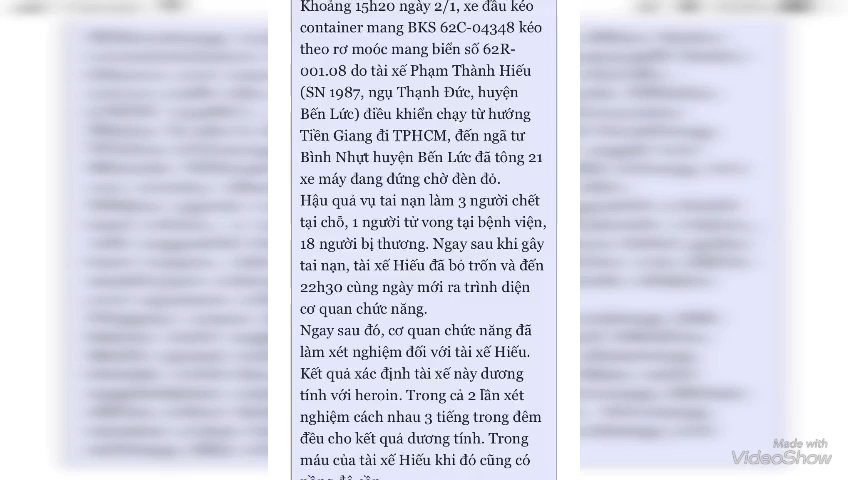 Khoảng 15h20 ngày 2/1, xe đầu kéo
container mang BKS 62C-04348 kéo
theo rơ moóc mang biển số 62R-
001.08 do tài xế Phạm Thành Hiếu
(SN 1987, ngụ Thạnh Đức, huyện
Bến Lức) điều khiển chạy từ hướng
Tiền Giang đi TPHCM, đến ngã tư
Bình Nhựt huyện Bến Lức đã tông 21
xe máy đang đứng chờ đèn đỏ.
Hậu quả vụ tai nạn làm 3 người chết
tại chỗ, 1 người tử vong tại bệnh viện,
18 người bị thương. Ngay sau khi gây
tai nạn, tài xế Hiếu đã bỏ trốn và đến
22h30 cùng ngày mới ra trình diện
cơ quan chức năng.
Ngay sau đó, cơ quan chức năng đã
làm xét nghiệm đối với tài xế Hiếu.
Kết quả xác định tài xế này dương
tính với heroin. Trong cả 2 lần xét
nghiệm cách nhau 3 tiếng trong đêm
đều cho kết quả dương tính. Trong
máu của tài xế Hiếu khi đó cũng có
Made with
VideoShow